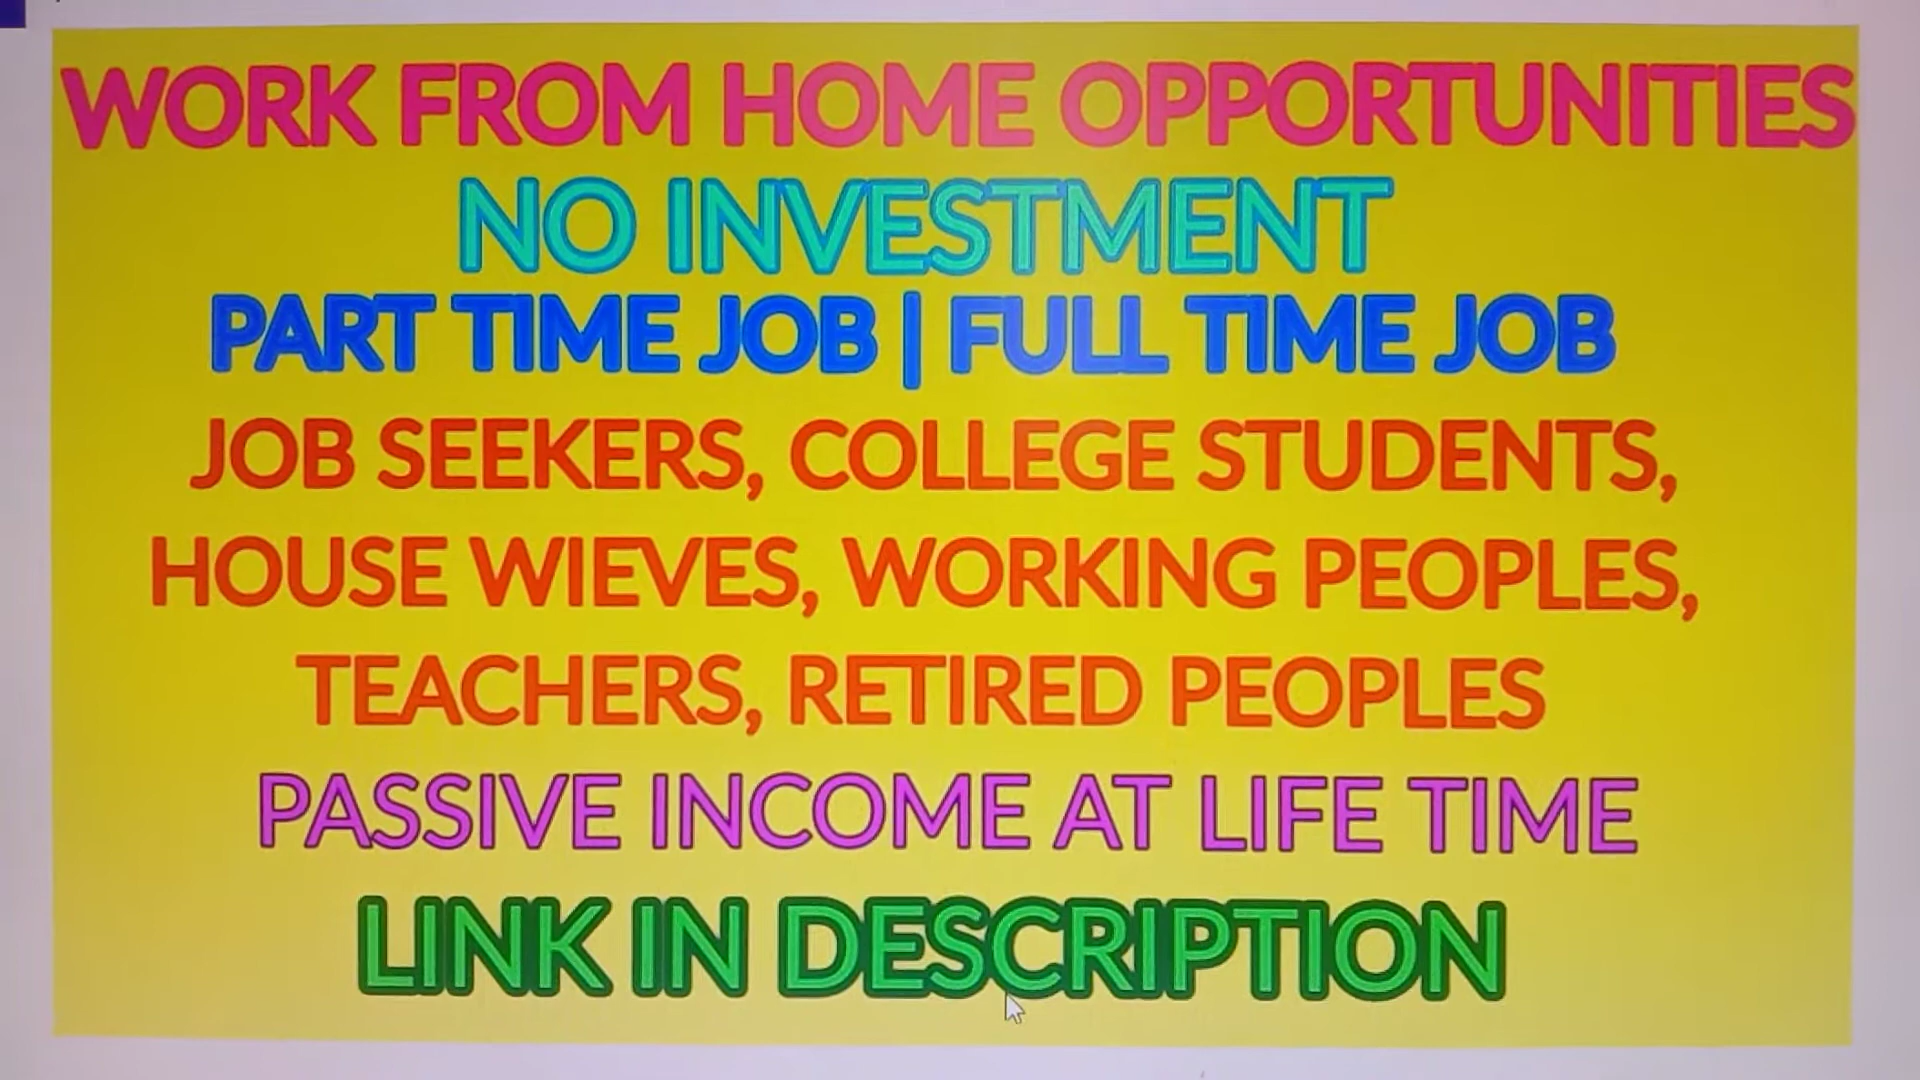 WORK FROM HOME OPPORTUNITIES
NO INVESTMENT
PART TIME JOB | FULL TIME JOB
JOB SEEKERS, COLLEGE STUDENTS,
HOUSE WIEVES, WORKING PEOPLES,
TEACHERS, RETIRED PEOPLES
PASSIVE INCOME AT LIFE TIME
LINK IN DESCRIPTION